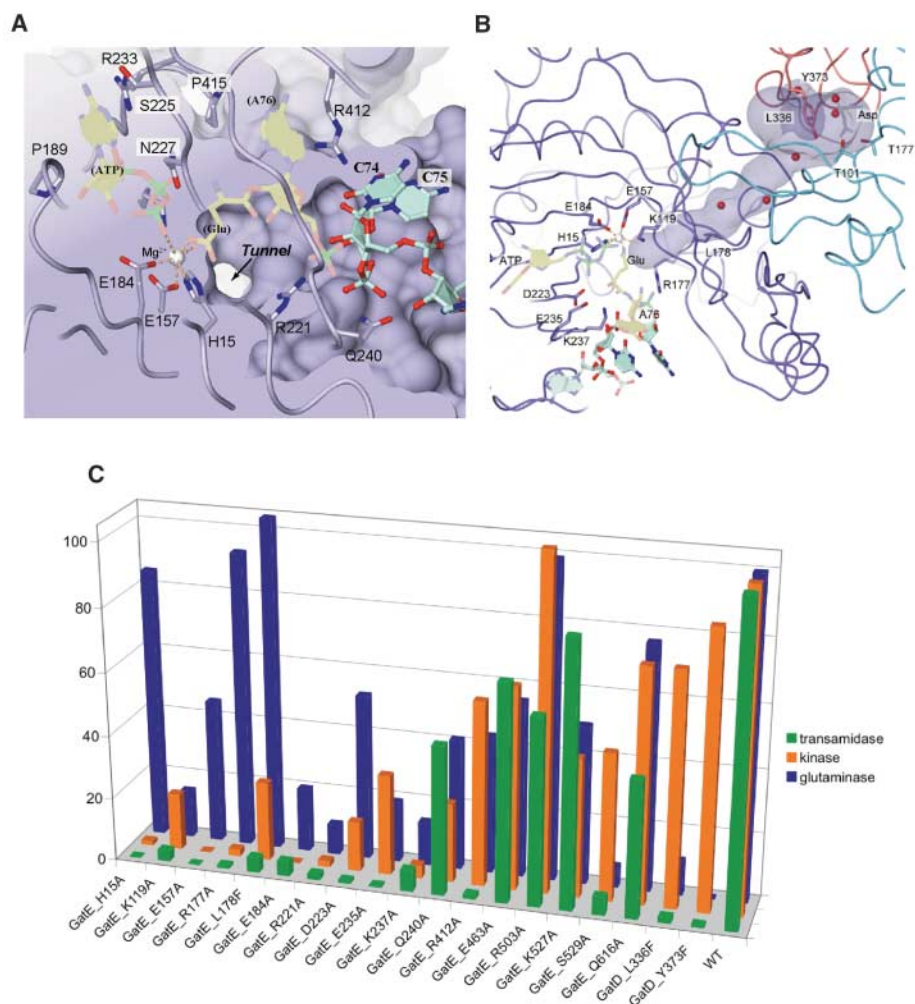 A
R233
P415
S225
(A76)
R412
P189
N227
C74
C75
(ATP)
(Glu)
Mg2+
Tunnel
E184
E157
H15
R221
Q240
B
Y373
L336
Asp
T177
T101
E157
E184
K119
H15
L178
ATP
Glu
R177
D223
A76
E235
K237
C
100
80
60
40
20
0
transamidase
kinase
glutaminase
GatE_H15A
GatE_K119A
GatE_E157A
GatE_R177A
GatE_L178F
GatE_E184A
GatE_R221A
GatE_D223A
GatE_E235A
GatE_K237A
GatE_Q240A
GatE_R412A
GatE_E463A
GatE_R503A
GatE_K527A
GatE_S529A
GatE_Q616A
GatD_L336F
GatD_Y373F
WT